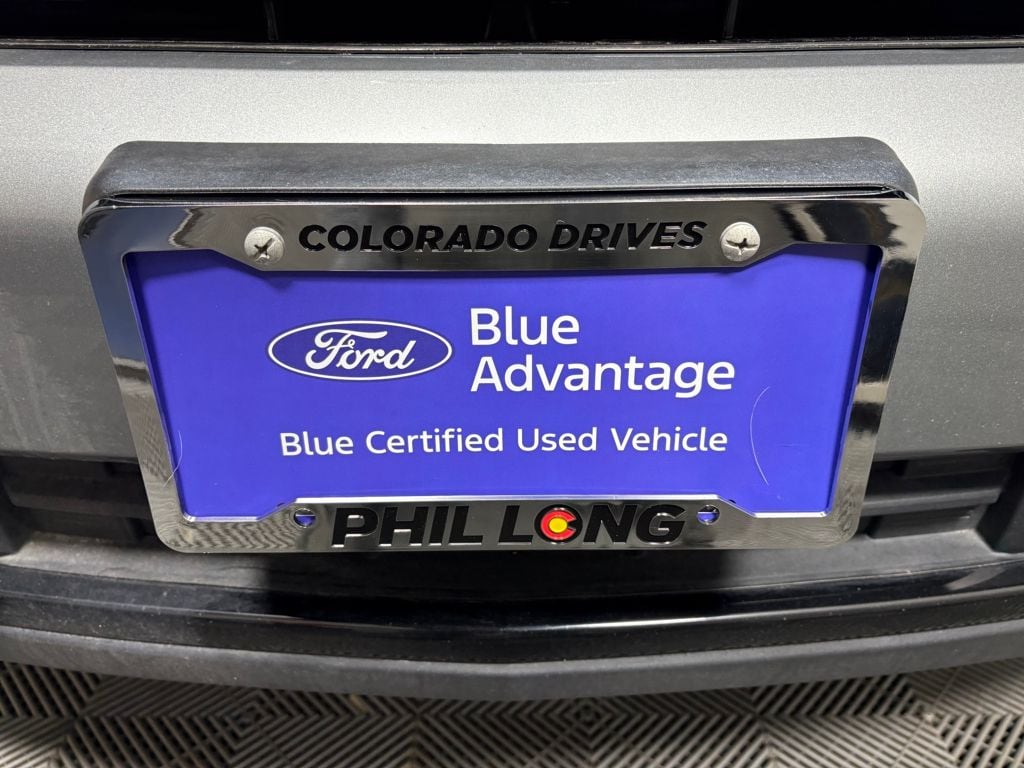 COLORADO DRIVES
Ford
Blue
Advantage
Blue Certified Used Vehicle
PHIL LONG